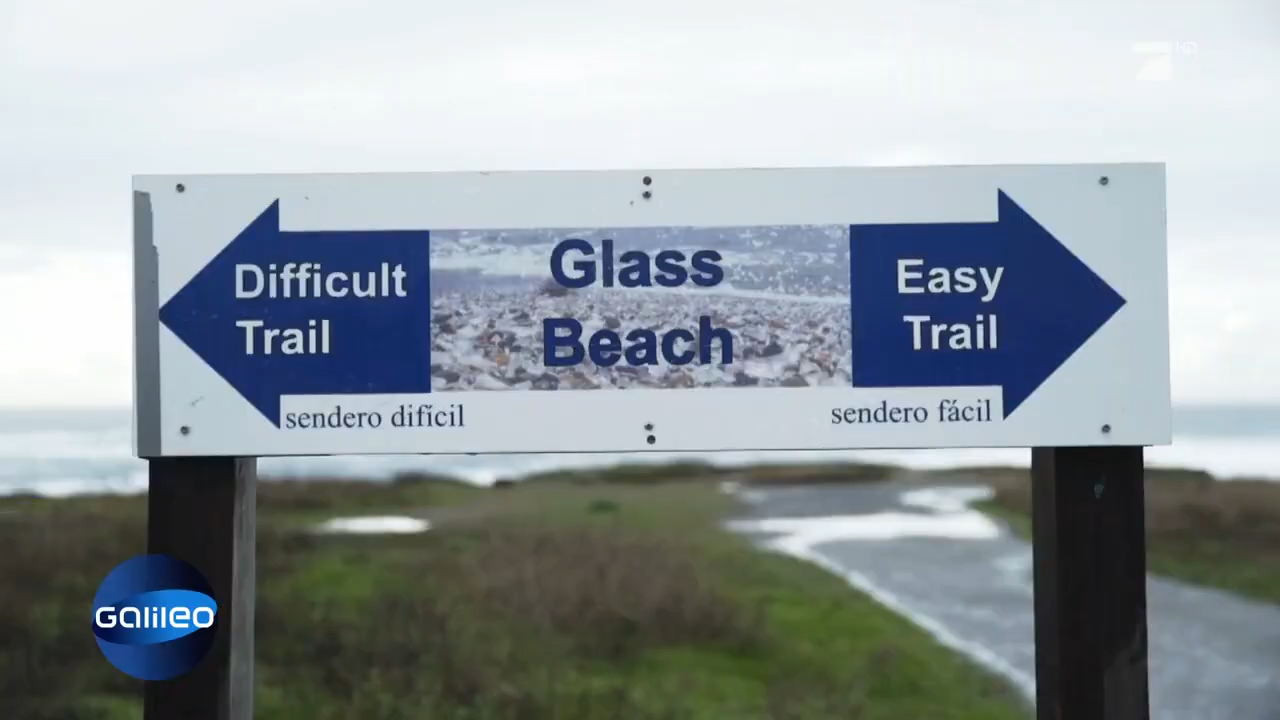 Difficult
Trail
Glass
Beach
Easy
Trail
sendero difícil
sendero fácil
Galileo